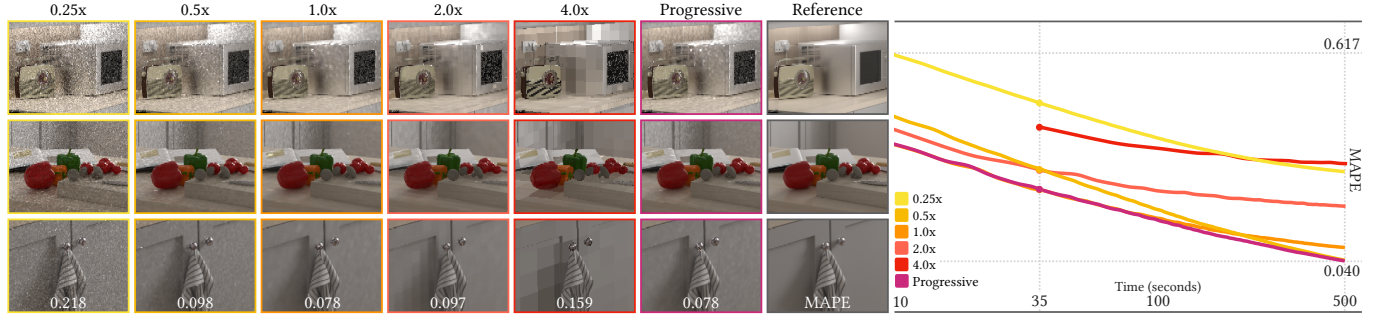 0.25x 0.5x 1.0x 2.0x 4.0x Progressive Reference
0.218 0.098 0.078 0.097 0.159 0.078 MAPE
0.617
MAPE
0.25x
0.5x
1.0x
2.0x
4.0x
Progressive
0.040
Time (seconds)
10 35 100 500